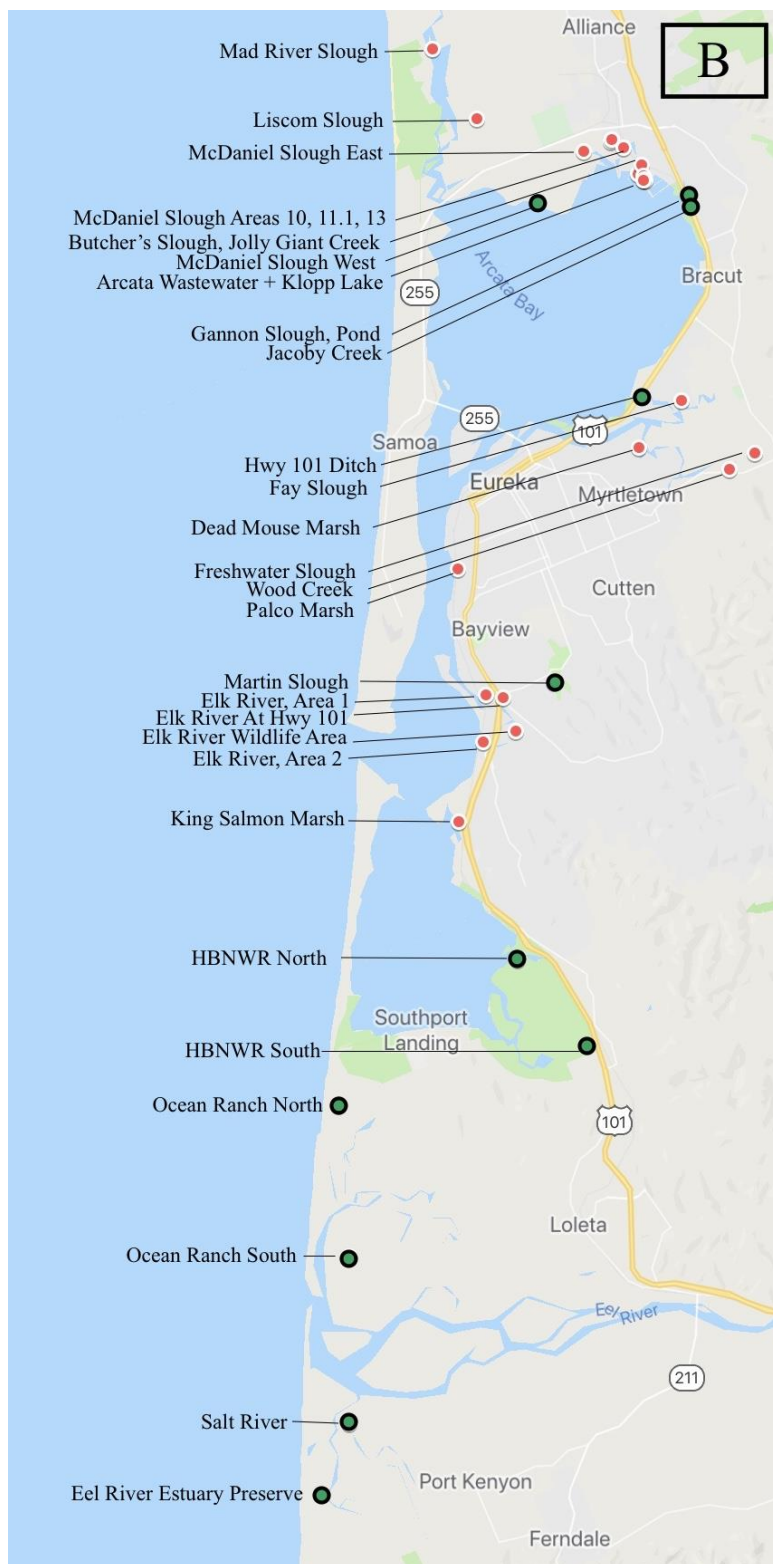 Alliance
B
Mad River Slough
Liscom Slough
McDaniel Slough East
McDaniel Slough Areas 10, 11.1, 13
Butcher's Slough, Jolly Giant Creek
McDaniel Slough West
Arcata Wastewater + Klopp Lake
Arcata Bay
Bracut
255
Gannon Slough, Pond
Jacoby Creek
255
101
Samoa
Hwy 101 Ditch
Fay Slough
Eureka
Myrtletown
Dead Mouse Marsh
Freshwater Slough
Wood Creek
Palco Marsh
Cutten
Bayview
Martin Slough
Elk River, Area 1
Elk River At Hwy 101
Elk River Wildlife Area
Elk River, Area 2
King Salmon Marsh
HBNWR North
Southport
Landing
HBNWR South
Ocean Ranch North
101
Loleta
Ocean Ranch South
Eel River
211
Salt River
Port Kenyon
Eel River Estuary Preserve
Ferndale